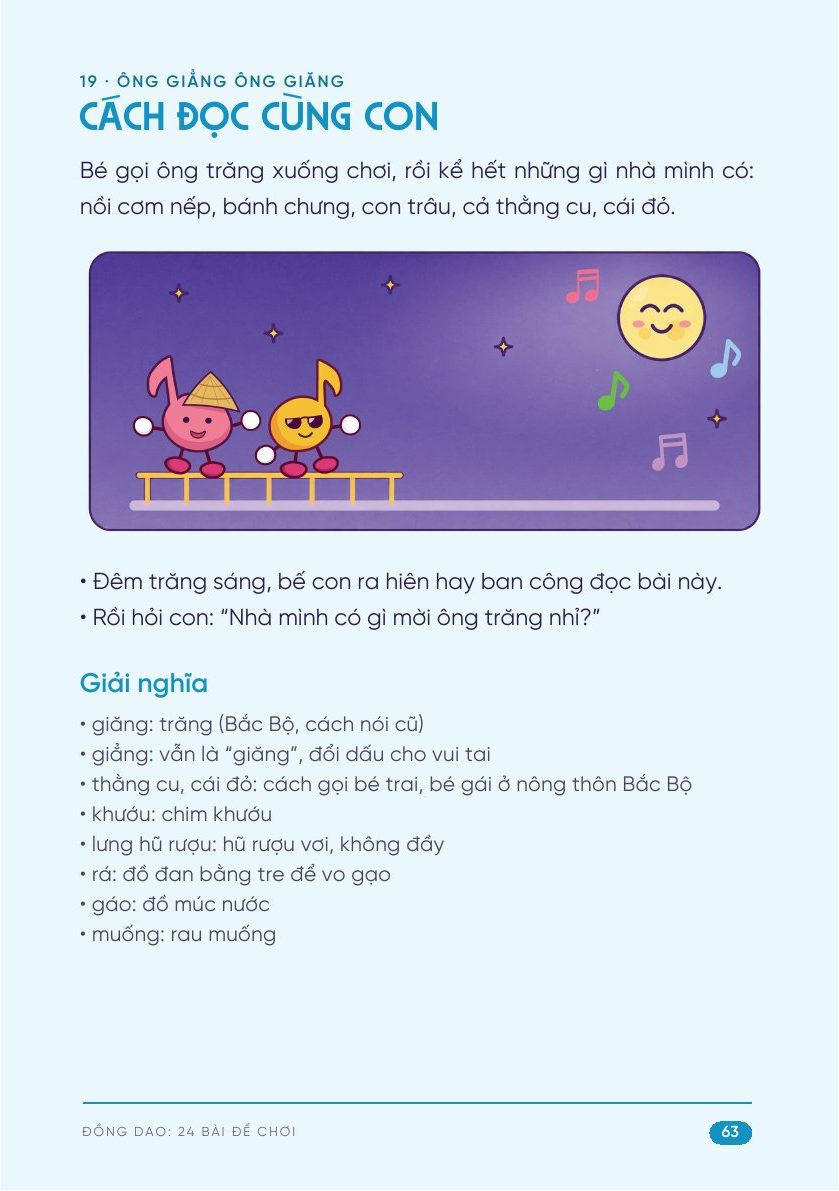 19 · ÔNG GIẲNG ÔNG GIĂNG
CÁCH ĐỌC CÙNG CON
Bé gọi ông trăng xuống chơi, rồi kể hết những gì nhà mình có:
nồi cơm nếp, bánh chưng, con trâu, cả thằng cu, cái đỏ.
• Đêm trăng sáng, bế con ra hiên hay ban công đọc bài này.
• Rồi hỏi con: “Nhà mình có gì mời ông trăng nhỉ?”
Giải nghĩa
• giăng: trăng (Bắc Bộ, cách nói cũ)
• giẳng: vẫn là “giăng”, đổi dấu cho vui tai
• thằng cu, cái đỏ: cách gọi bé trai, bé gái ở nông thôn Bắc Bộ
• khướu: chim khướu
• lưng hũ rượu: hũ rượu vơi, không đầy
• rá: đồ đan bằng tre để vo gạo
• gáo: đồ múc nước
• muống: rau muống
ĐỒNG DAO: 24 BÀI ĐỂ CHƠI
63